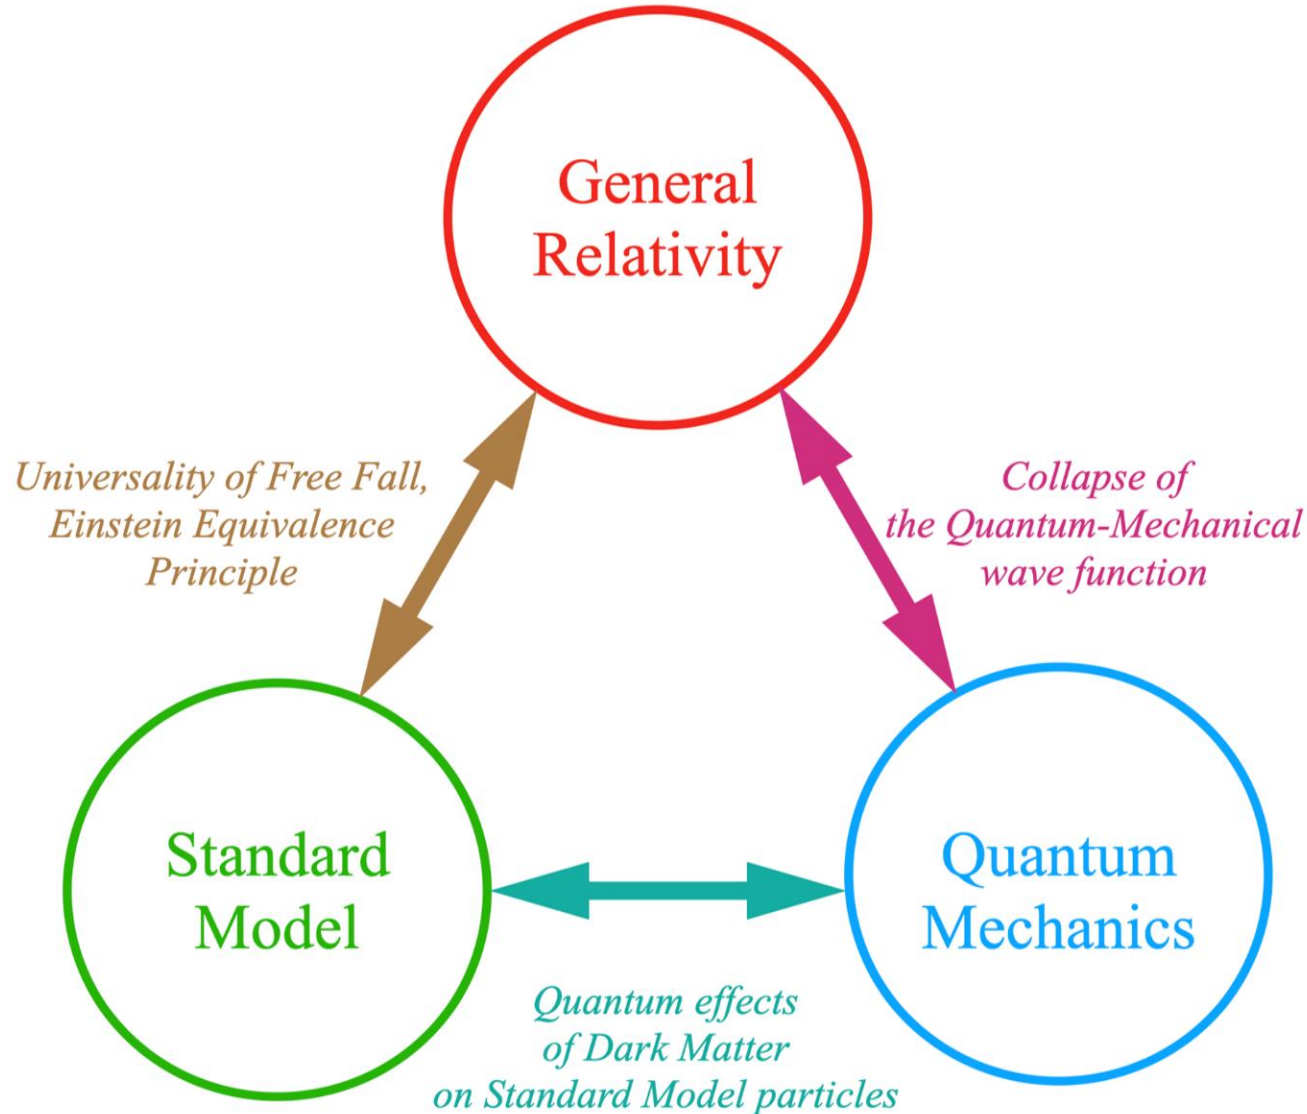 General
Relativity
Universality of Free Fall,
Einstein Equivalence
Principle
Collapse of
the Quantum-Mechanical
wave function
Standard
Model
Quantum
Mechanics
Quantum effects
of Dark Matter
on Standard Model particles